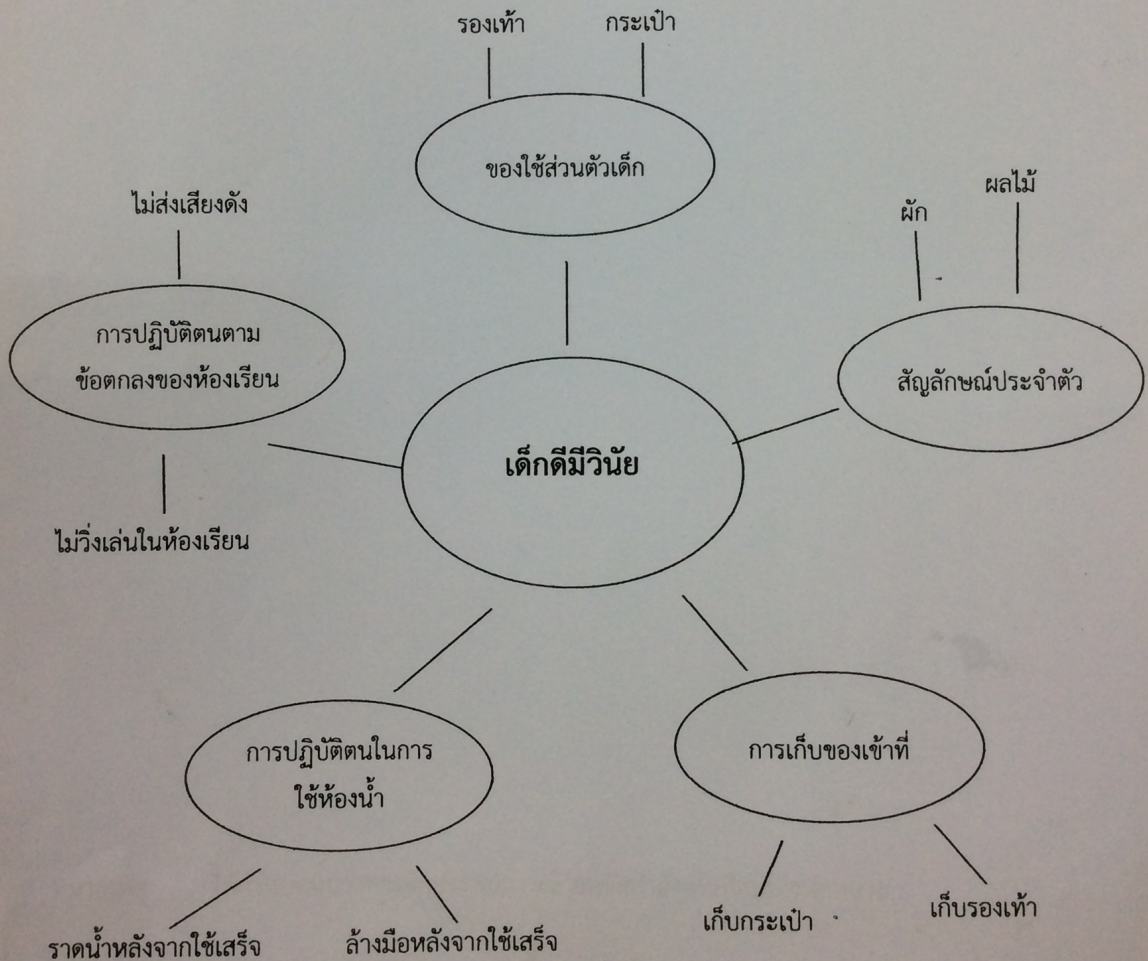 รองเท้า
กระเป๋า
ของใช้ส่วนตัวเด็ก
ผัก
ผลไม้
สัญลักษณ์ประจำตัว
ไม่ส่งเสียงดัง
การปฏิบัติตนตาม
ข้อตกลงของห้องเรียน
ไม่วิ่งเล่นในห้องเรียน
เด็กดีมีวินัย
การปฏิบัติตนในการ
ใช้ห้องน้ำ
ราดน้ำหลังจากใช้เสร็จ
ล้างมือหลังจากใช้เสร็จ
การเก็บของเข้าที่
เก็บกระเป๋า
เก็บรองเท้า